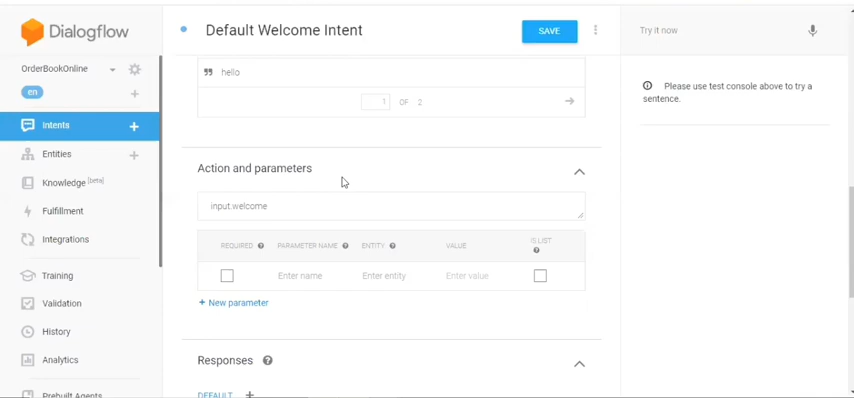 Dialogflow
Default Welcome Intent
SAVE
Try it now
OrderBookOnline
en
Intents
Entities
Knowledge [beta]
Fulfillment
Integrations
Training
Validation
History
Analytics
Prebuilt Agents
hello
1 OF 2
Action and parameters
input.welcome
REQUIRED PARAMETER NAME ENTITY VALUE IS LIST
Enter name Enter entity Enter value
+ New parameter
Responses
DEFAULT +
Please use test console above to try a
sentence.